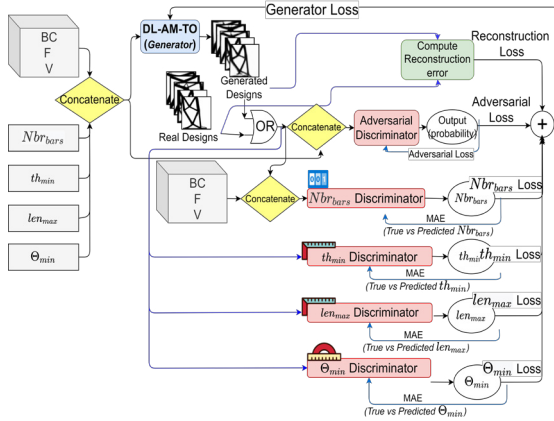 Generator Loss
BC
F
V
DL-AM-TO
(Generator)
Generated
Designs
Compute
Reconstruction
error
Reconstruction
Loss
Concatenate
Real Designs
OR
Concatenate
Adversarial
Discriminator
Output
(probability)
Adversarial
Loss
+
Adversarial Loss
Nbr_bars
th_min
len_max
Θ_min
BC
F
V
Concatenate
Nbr_bars Discriminator
Nbr_bars
Nbr_bars Loss
MAE
(True vs Predicted Nbr_bars)
th_min Discriminator
th_min
th_min Loss
MAE
(True vs Predicted th_min)
len_max Discriminator
len_max
len_max Loss
MAE
(True vs Predicted len_max)
Θ_min Discriminator
Θ_min
Θ_min Loss
MAE
(True vs Predicted Θ_min)